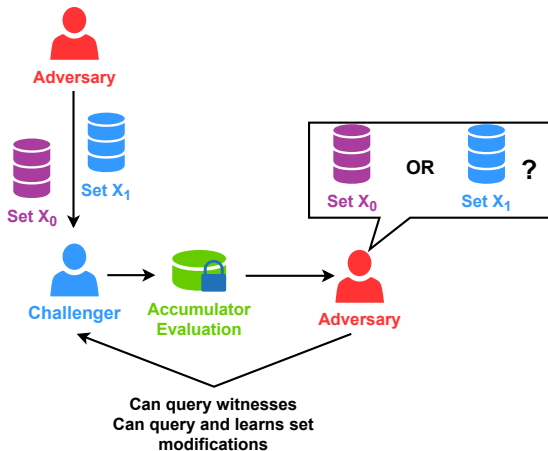 Adversary
Set X₀
Set X₁
Set X₀
OR
Set X₁
?
Challenger
Accumulator
Evaluation
Adversary
Can query witnesses
Can query and learns set
modifications